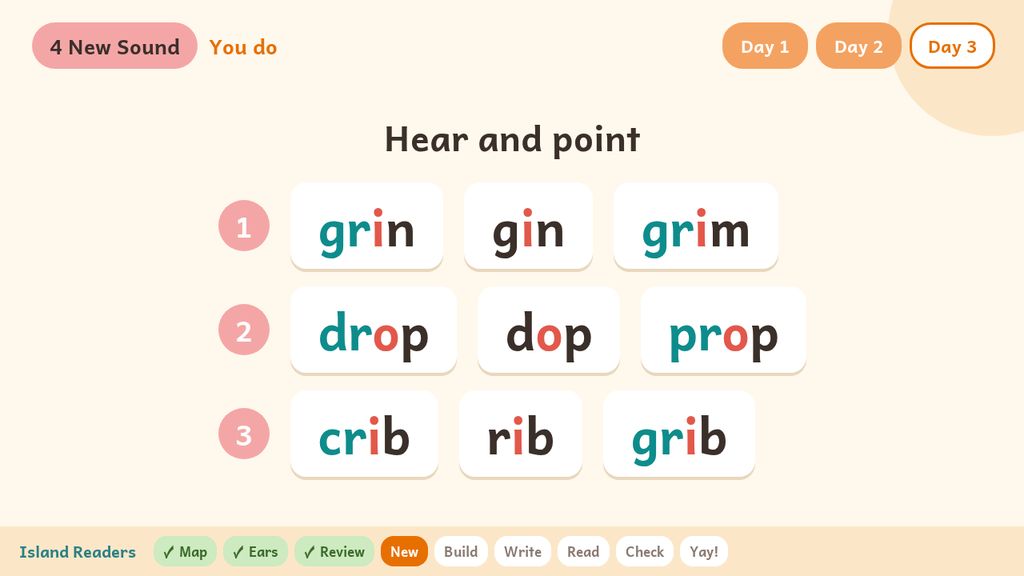 4 New Sound You do Day 1 Day 2 Day 3
Hear and point
1 grin gin grim
2 drop dop prop
3 crib rib grib
Island Readers ✓ Map ✓ Ears ✓ Review New Build Write Read Check Yay!